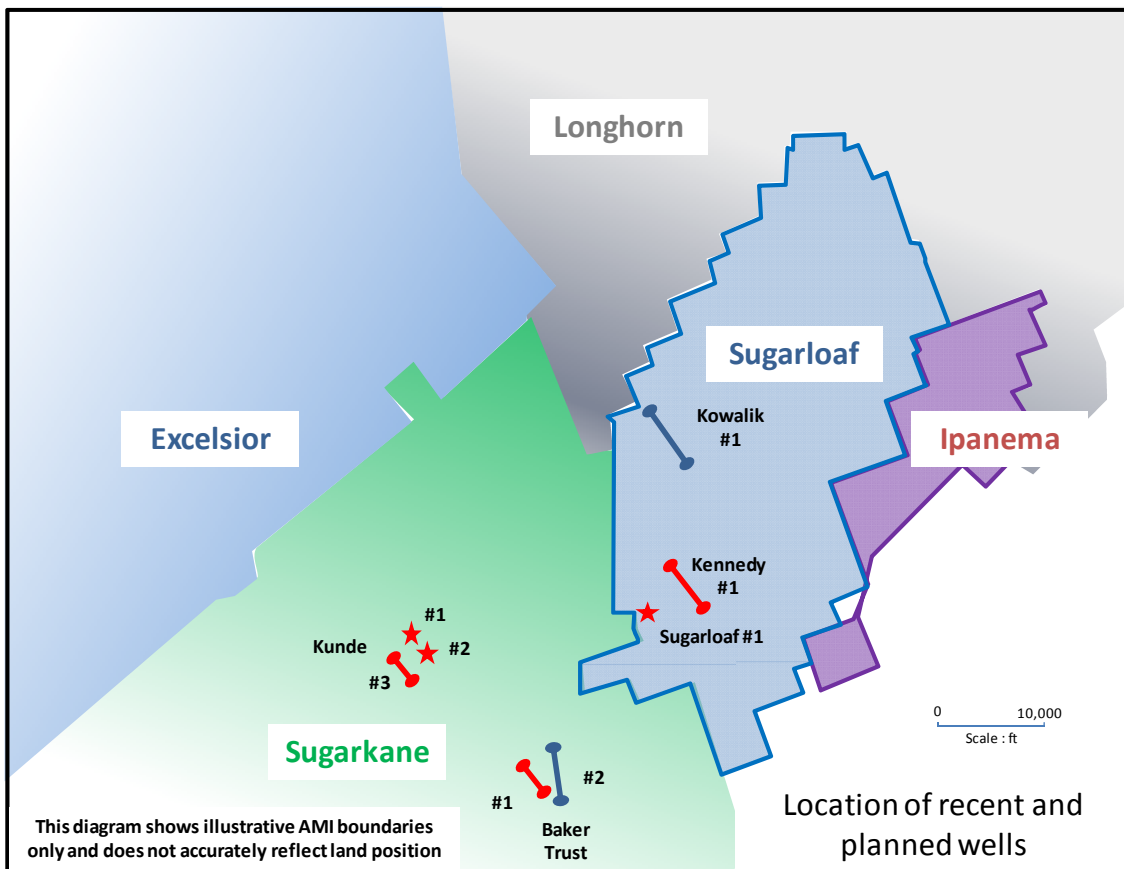 Longhorn
Sugarloaf
Excelsior
Kowalik
#1
Ipanema
Kennedy
#1
Sugarloaf #1
Kunde
#1
#2
#3
Sugarkane
#1
#2
Baker
Trust
0 10,000
Scale : ft
This diagram shows illustrative AMI boundaries
only and does not accurately reflect land position
Location of recent and
planned wells